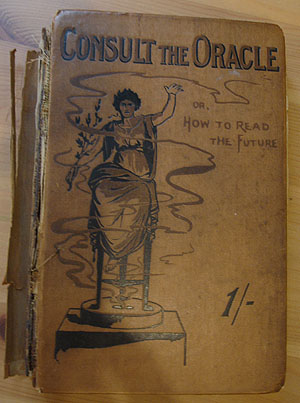 CONSULT THE ORACLE
OR,
HOW TO READ
THE FUTURE
1/-